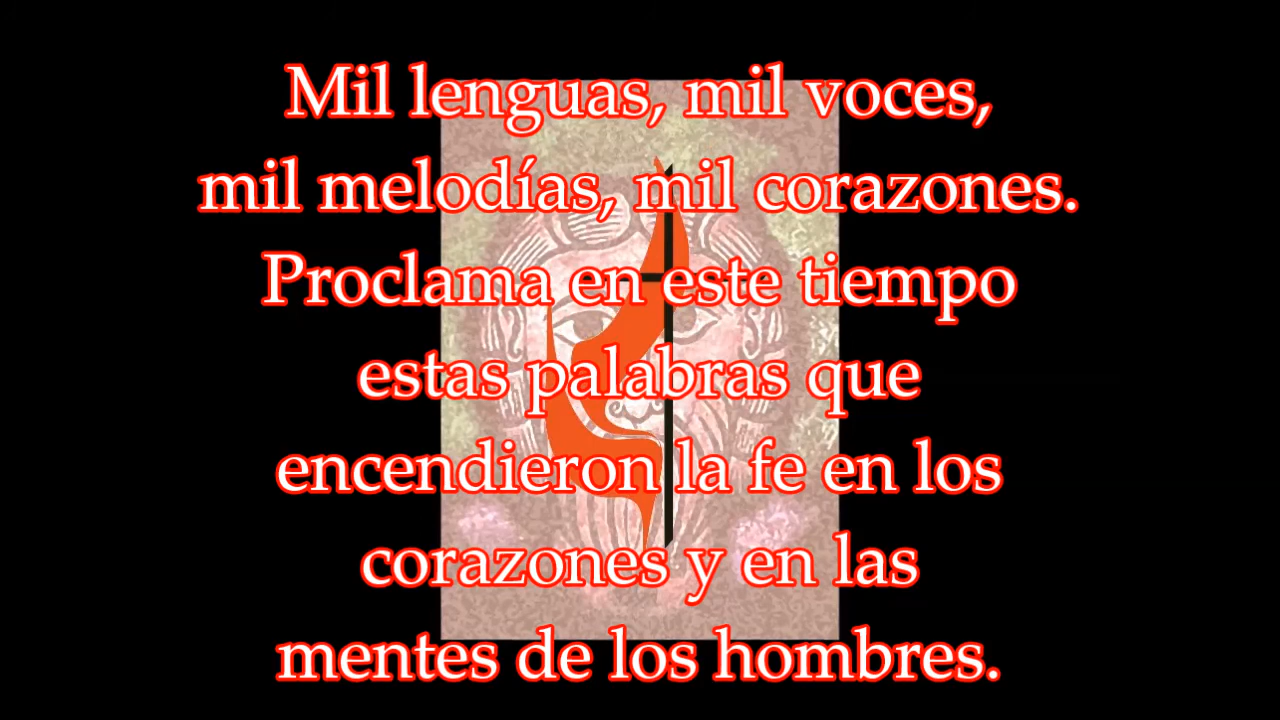 Mil lenguas, mil voces,
mil melodías, mil corazones.
Proclama en este tiempo
estas palabras que
encendieron la fe en los
corazones y en las
mentes de los hombres.